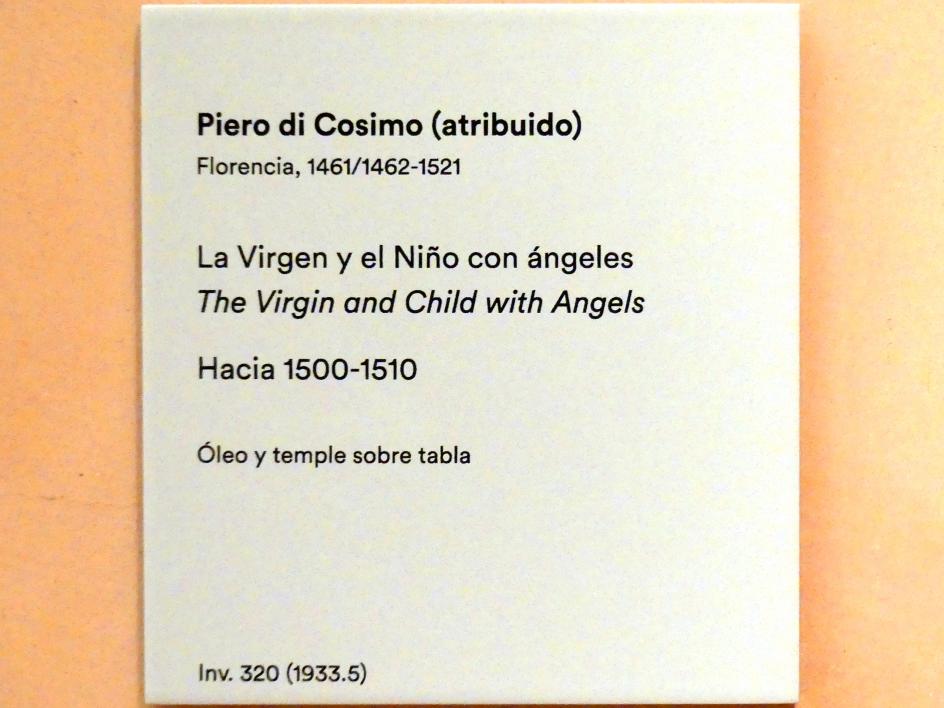 Piero di Cosimo (atribuido)
Florencia, 1461/1462-1521
La Virgen y el Niño con ángeles
The Virgin and Child with Angels
Hacia 1500-1510
Óleo y temple sobre tabla
Inv. 320 (1933.5)